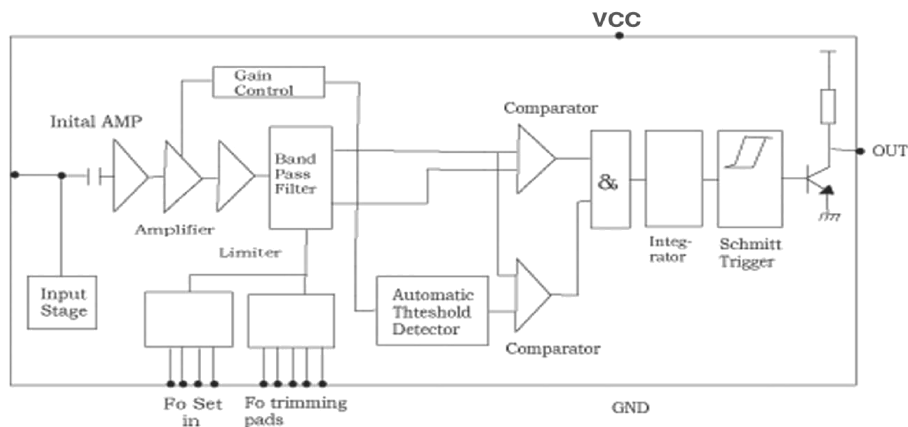 VCC
Gain
Control
Inital AMP
Comparator
Band
Pass
Filter
OUT
&
Amplifier
Limiter
Integ-
rator
Schmitt
Trigger
Input
Stage
Automatic
Thteshold
Detector
Comparator
Fo Set
in
Fo trimming
pads
GND